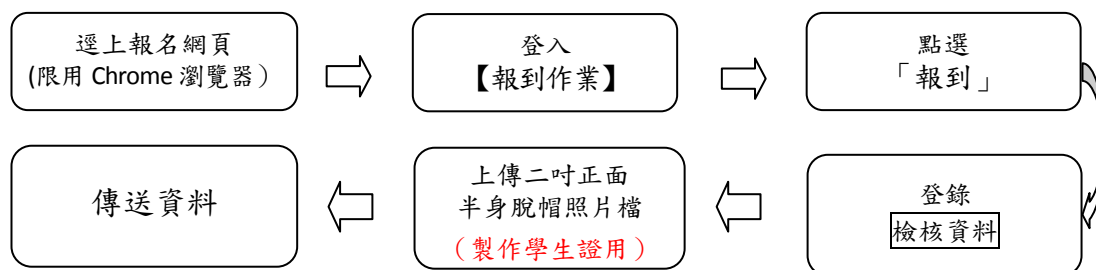 逕上報名網頁
(限用 Chrome 瀏覽器）
登入
【報到作業】
點選
「報到」
登錄
檢核資料
上傳二吋正面
半身脫帽照片檔
（製作學生證用）
傳送資料